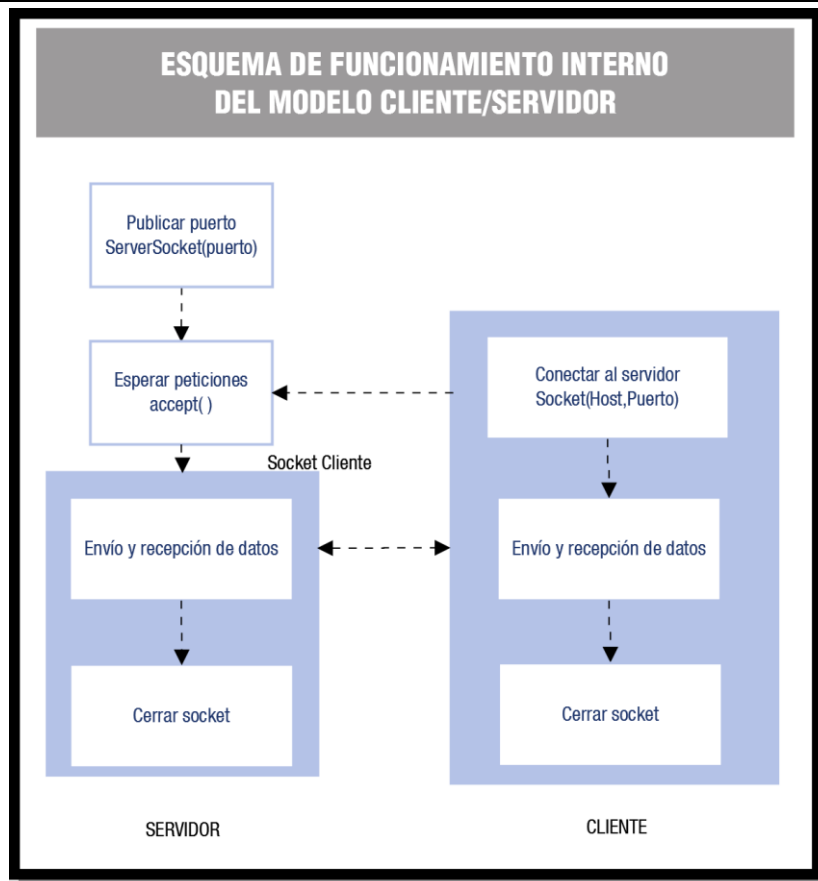 ESQUEMA DE FUNCIONAMIENTO INTERNO
DEL MODELO CLIENTE/SERVIDOR
Publicar puerto
ServerSocket(puerto)
Esperar peticiones
accept( )
Conectar al servidor
Socket(Host,Puerto)
Socket Cliente
Envío y recepción de datos
Envío y recepción de datos
Cerrar socket
Cerrar socket
SERVIDOR
CLIENTE